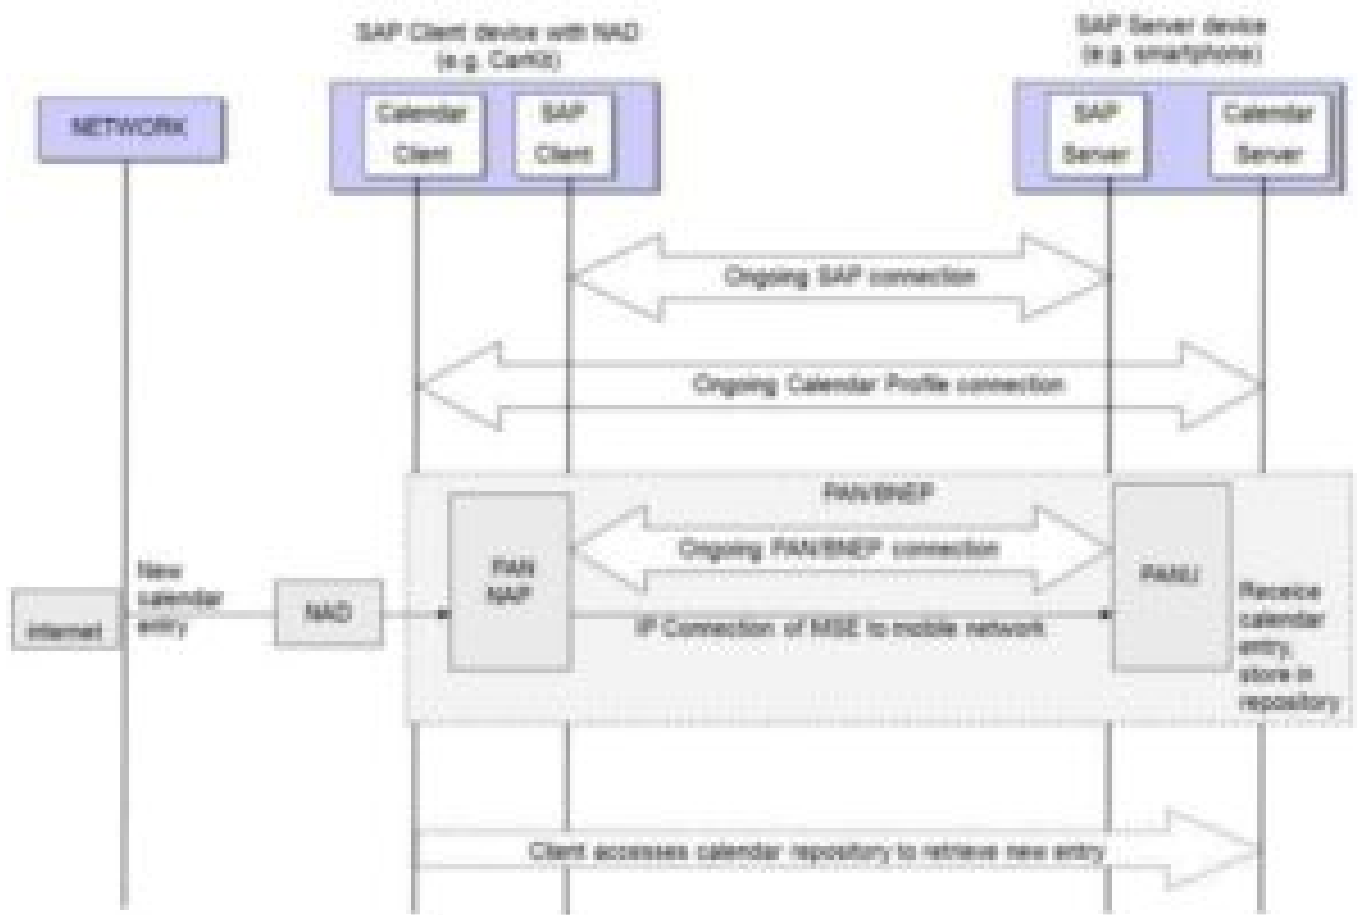 SAP Client device with NAD
(e.g. CarKit)
SAP Server device
(e.g. smartphone)
NETWORK
Calendar
Client
SAP
Client
SAP
Server
Calendar
Server
Ongoing SAP connection
Ongoing Calendar Profile connection
PAN/BNEP
Ongoing PAN/BNEP connection
PAN
NAP
PANU
New
calendar
entry
internet
NAD
IP Connection of MSE to mobile network
Receice
calendar
entry,
store in
repository
Client accesses calendar repository to retrieve new entry